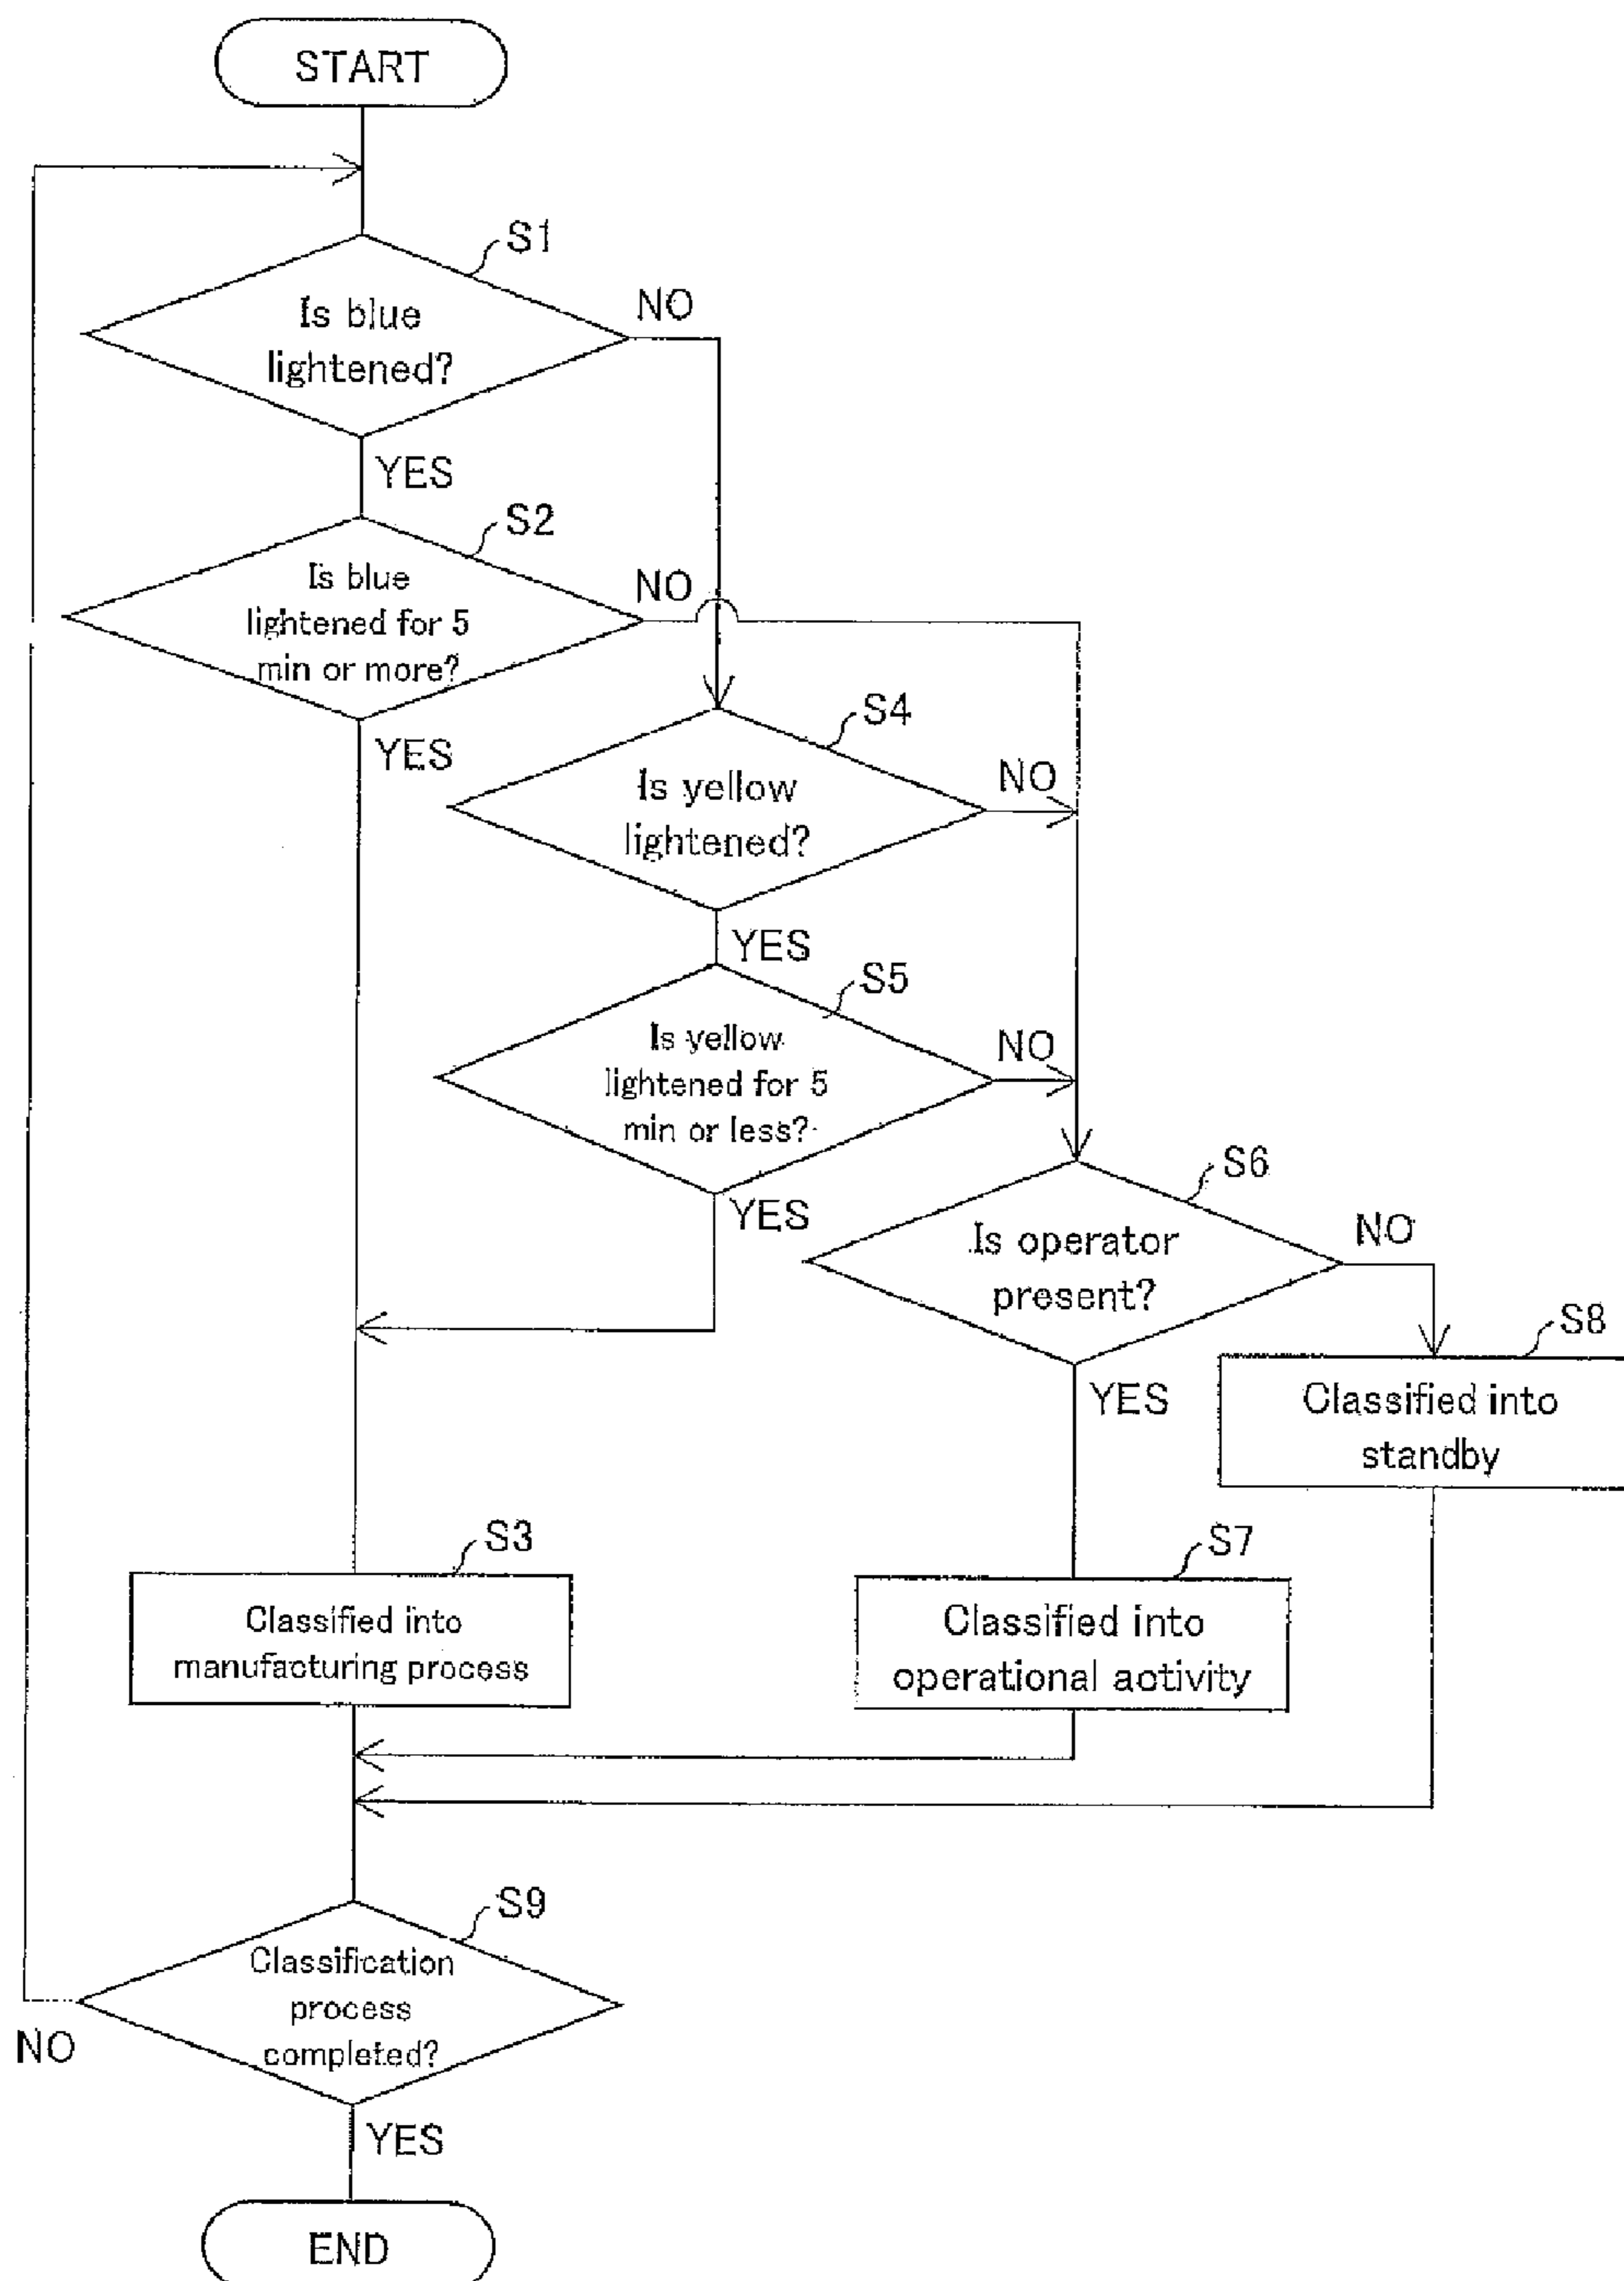 START
S1
Is blue
lightened?
NO
YES
S2
Is blue
lightened for 5
min or more?
NO
YES
S4
Is yellow
lightened?
NO
YES
S5
Is yellow
lightened for 5
min or less?
NO
YES
S6
Is operator
present?
NO
YES
S8
Classified into
standby
S3
Classified into
manufacturing process
S7
Classified into
operational activity
S9
Classification
process
completed?
NO
YES
END